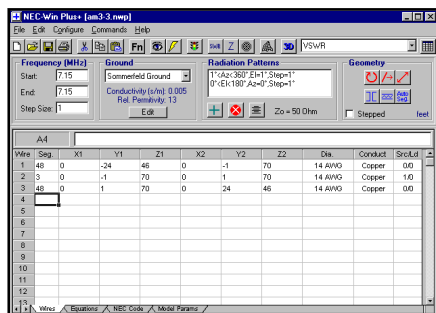 NEC-Win Plus+ [am3-3.nwp]
File Edit Configure Commands Help
Fn 3D VSWR
Frequency (MHz) Ground Radiation Patterns Geometry
Start: 7.15 Sommerfeld Ground 1°<Az<360°,El=1°,Step=1°
0°<El<180°,Az=0°,Step=1°
End: 7.15 Conductivity (s/m): 0.005
Rel. Permitivity: 13
Step Size: 1 Edit Zo = 50 Ohm Auto Seg Stepped feet
A4
Wire Seg. X1 Y1 Z1 X2 Y2 Z2 Dia. Conduct Src/Ld
1 48 0 -24 46 0 -1 70 14 AWG Copper 0/0
2 3 0 -1 70 0 1 70 14 AWG Copper 1/0
3 48 0 1 70 0 24 46 14 AWG Copper 0/0
4
5
6
7
8
9
10
11
12
13
Wires Equations NEC Code Model Params